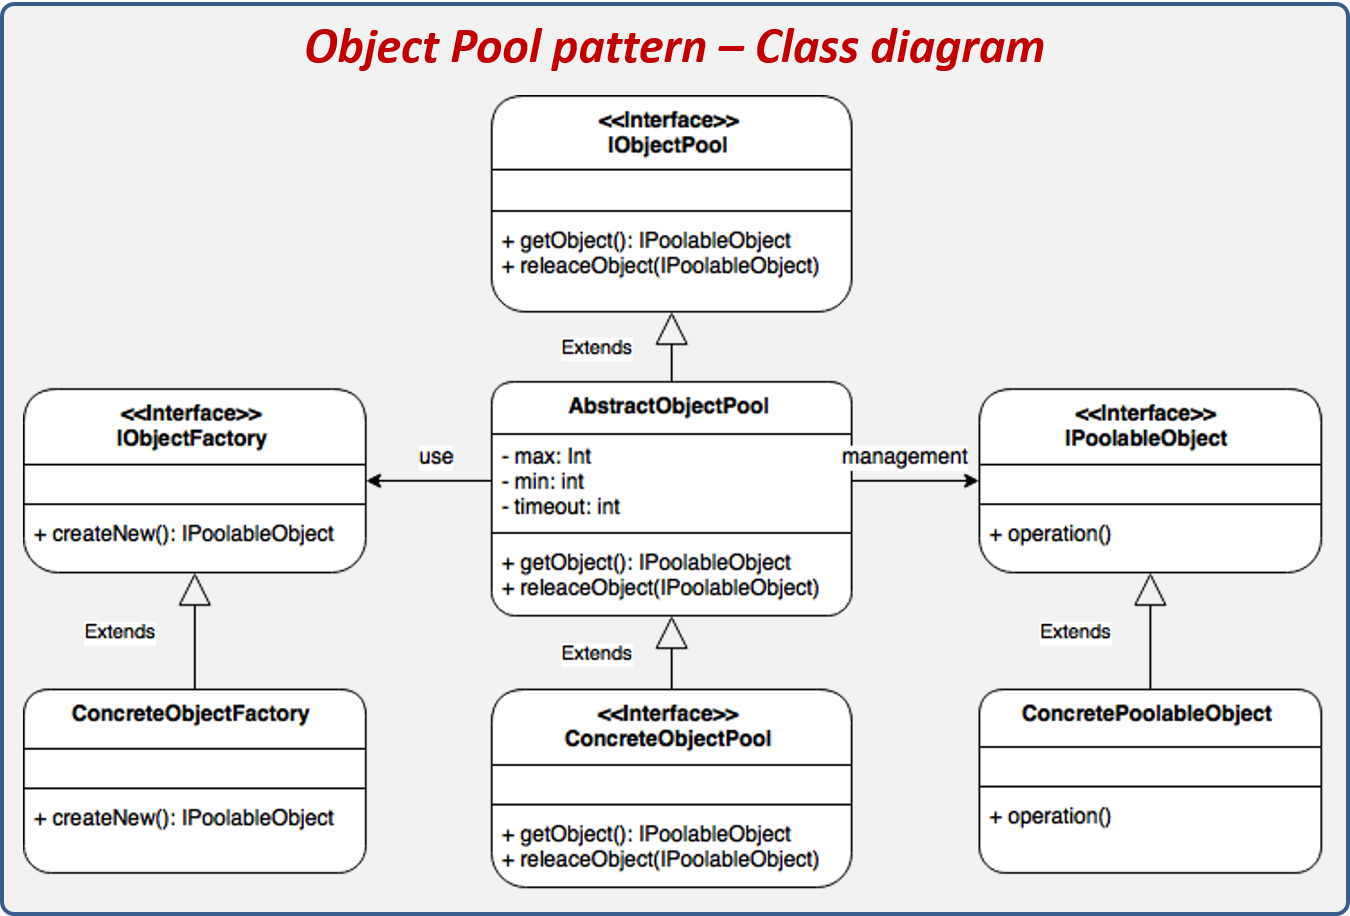 Object Pool pattern – Class diagram
<<Interface>>
IObjectPool
+ getObject(): IPoolableObject
+ releaceObject(IPoolableObject)
Extends
<<Interface>>
IObjectFactory
+ createNew(): IPoolableObject
use
AbstractObjectPool
- max: Int
- min: int
- timeout: int
+ getObject(): IPoolableObject
+ releaceObject(IPoolableObject)
management
<<Interface>>
IPoolableObject
+ operation()
Extends
Extends
Extends
ConcreteObjectFactory
+ createNew(): IPoolableObject
<<Interface>>
ConcreteObjectPool
+ getObject(): IPoolableObject
+ releaceObject(IPoolableObject)
ConcretePoolableObject
+ operation()